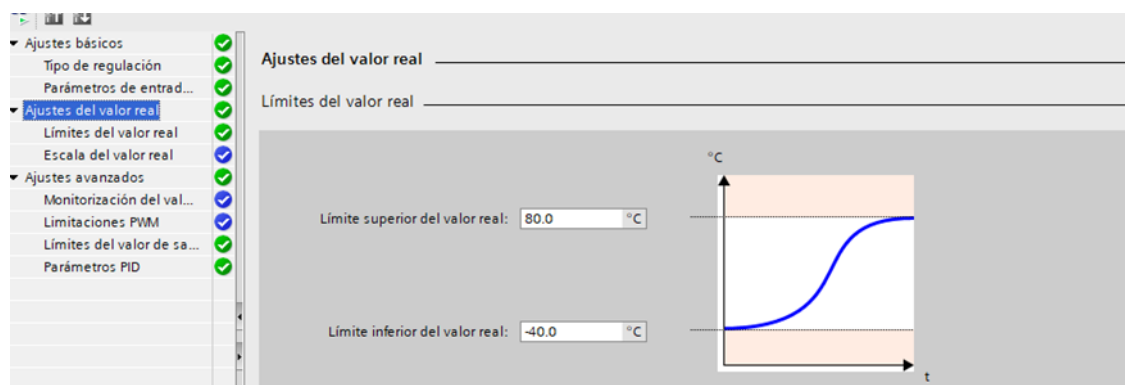 Ajustes básicos
Tipo de regulación
Parámetros de entrad...
Ajustes del valor real
Límites del valor real
Escala del valor real
Ajustes avanzados
Monitorización del val...
Limitaciones PWM
Límites del valor de sa...
Parámetros PID
Ajustes del valor real
Límites del valor real
°C
Límite superior del valor real: 80.0 °C
Límite inferior del valor real: -40.0 °C
t